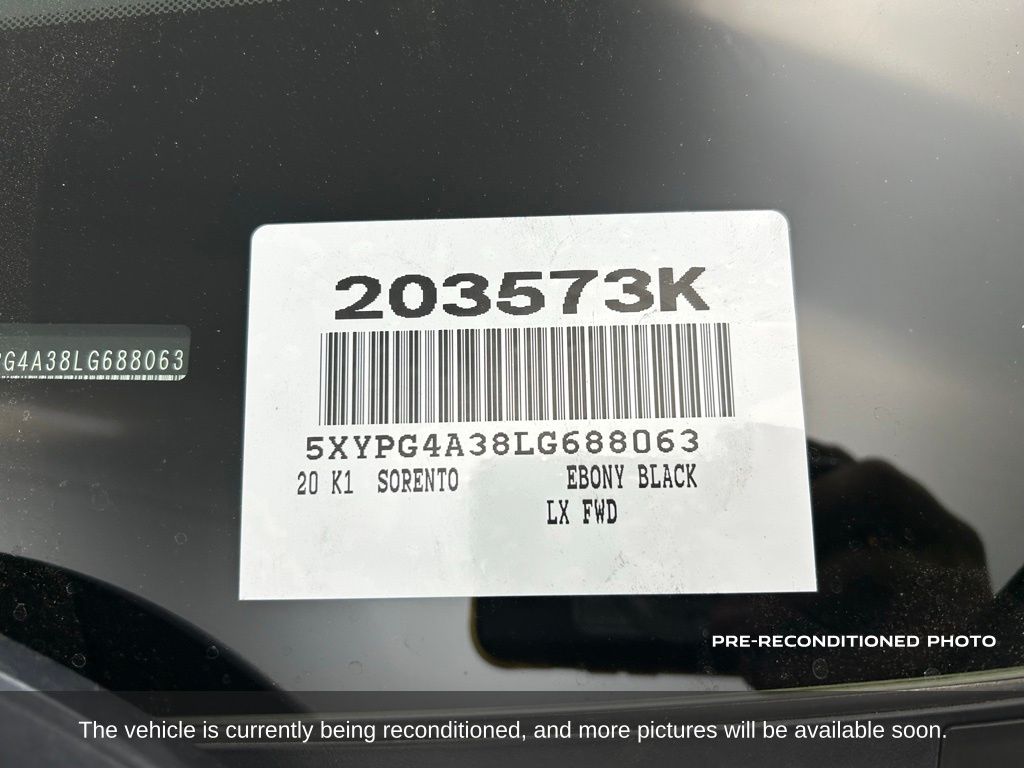 203573K
PG4A38LG688063
5XYPG4A38LG688063
20 K1 SORENTO EBONY BLACK
LX FWD
PRE-RECONDITIONED PHOTO
The vehicle is currently being reconditioned, and more pictures will be available soon.